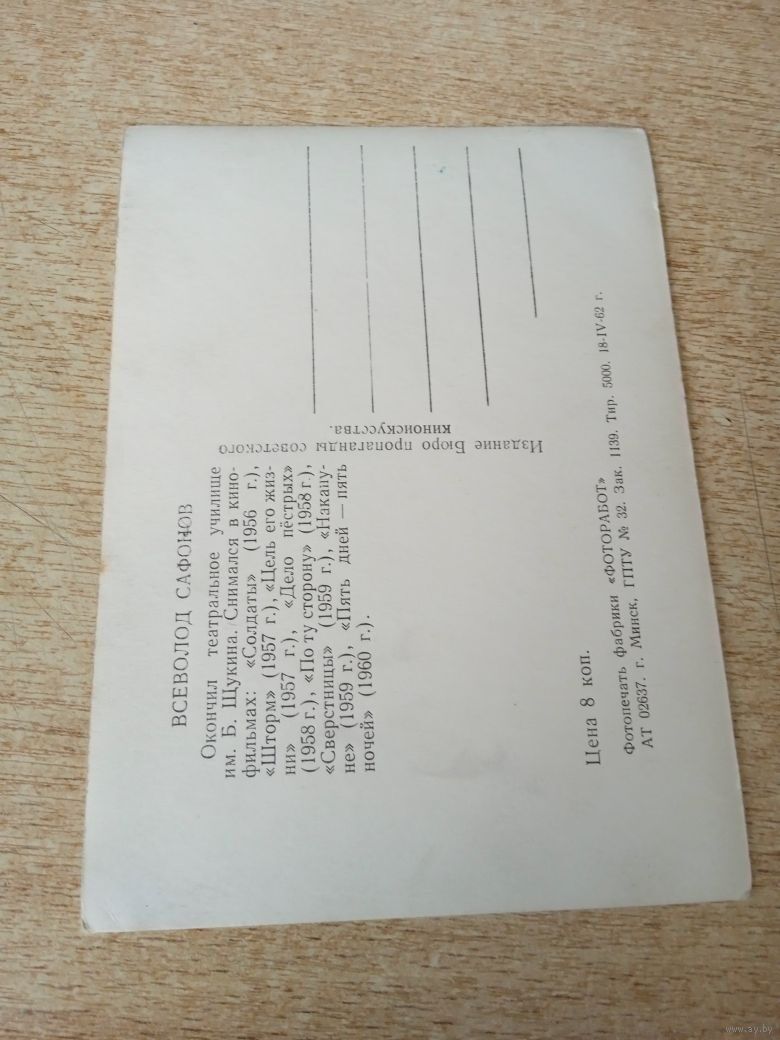 ВСЕВОЛОД САФОНОВ
Окончил театральное училище
им. Б. Щукина. Снимался в кино-
фильмах: «Солдаты» (1956 г.),
«Шторм» (1957 г.), «Цель его жиз-
ни» (1957 г.), «Дело пёстрых»
(1958 г.), «По ту сторону» (1958 г.),
«Сверстницы» (1959 г.), «Накану-
не» (1959 г.), «Пять дней — пять
ночей» (1960 г.).
Издание Бюро пропаганды советского
киноискусства.
Цена 8 коп.
Фотопечать фабрики «ФОТОРАБОТ»
АТ 02637. г. Минск, ГПТУ № 32. Зак. 1139. Тир. 5000. 18-IV-62 г.
www.ay.by